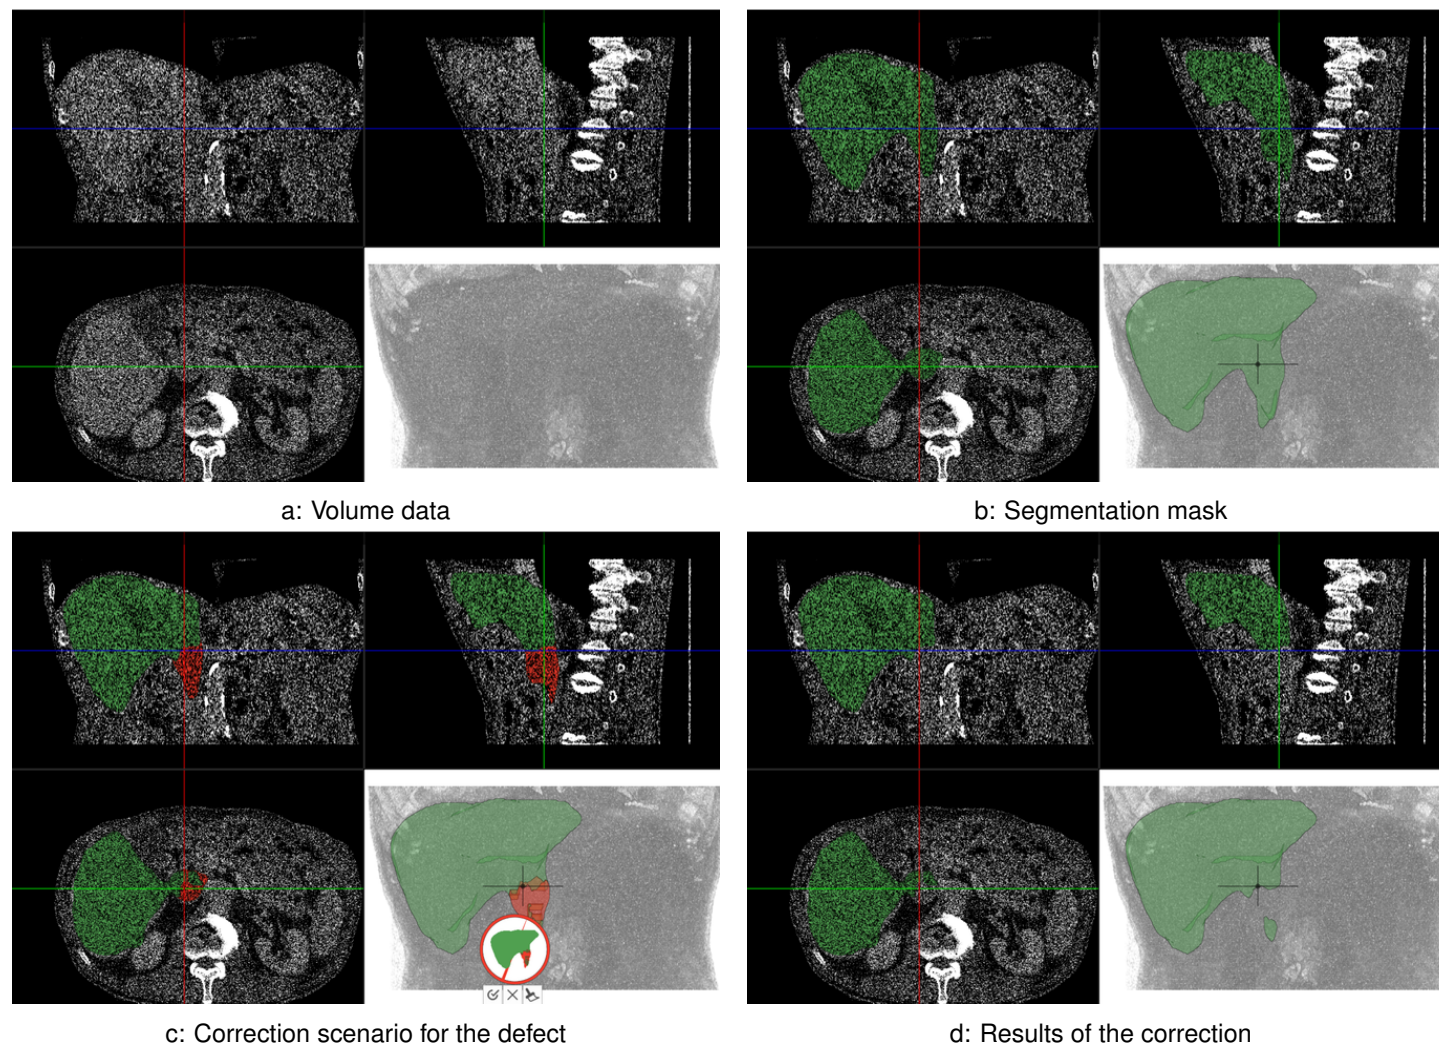 a: Volume data
b: Segmentation mask
c: Correction scenario for the defect
d: Results of the correction